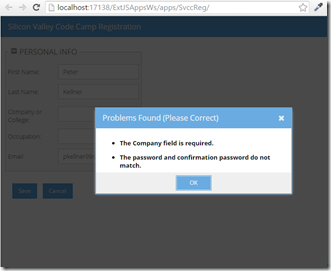 localhost:17138/ExtJSAppsWs/apps/SvccReg/
Silicon Valley Code Camp Registration
PERSONAL INFO
First Name
Peter
Last Name
Kellner
Company or
College:
Occupation:
Email:
Save
Cancel
Problems Found (Please Correct)
The Company field is required.
The password and confirmation password do not
match.
OK